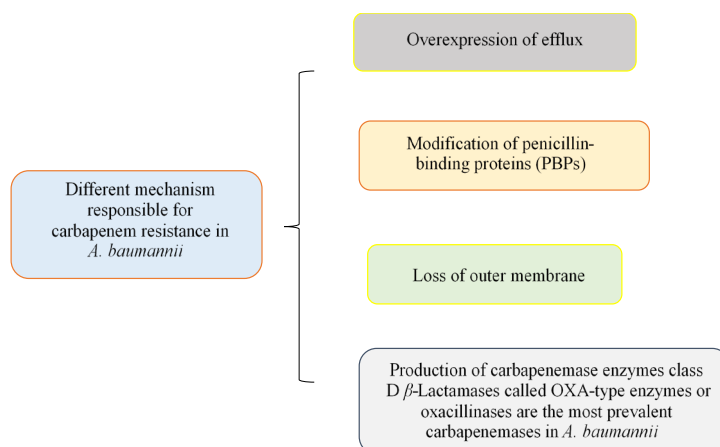 Overexpression of efflux
Modification of penicillin-
binding proteins (PBPs)
Different mechanism
responsible for
carbapenem resistance in
A. baumannii
Loss of outer membrane
Production of carbapenemase enzymes class
D β-Lactamases called OXA-type enzymes or
oxacillinases are the most prevalent
carbapenemases in A. baumannii